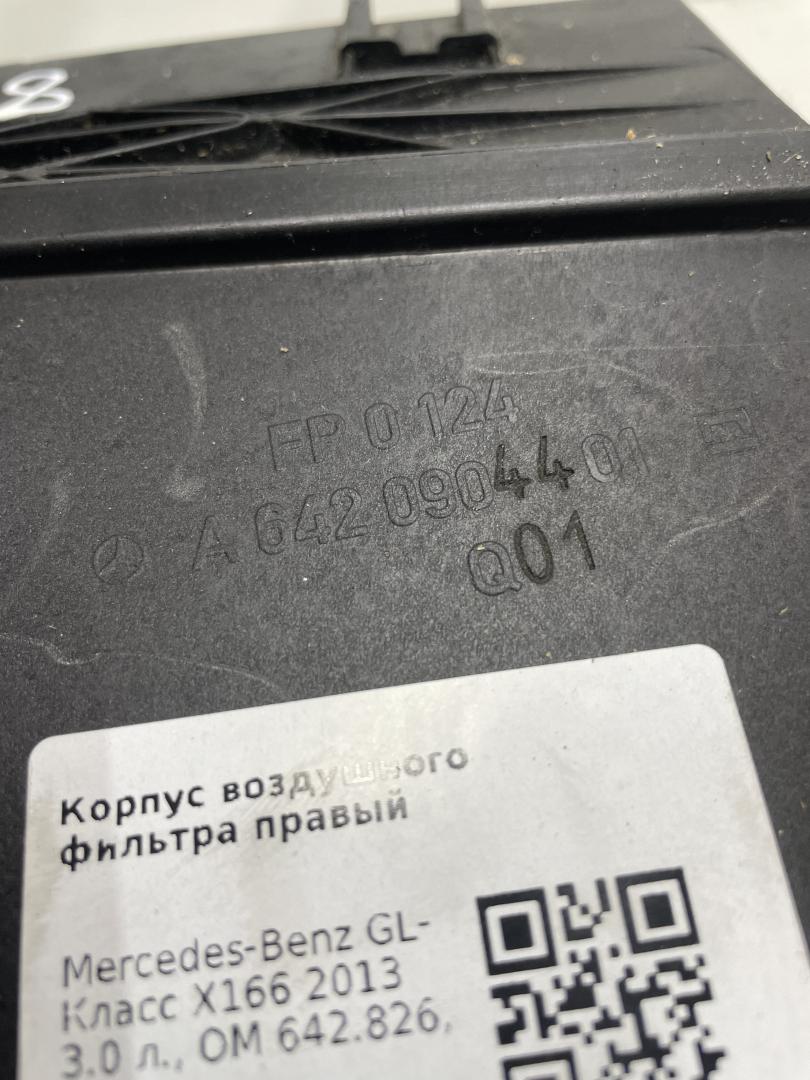 8
FP 0 124
A 642 090 44 01
Q01
Корпус воздушного
фильтра правый
Mercedes-Benz GL-
Класс X166 2013
3.0 л., OM 642.826,